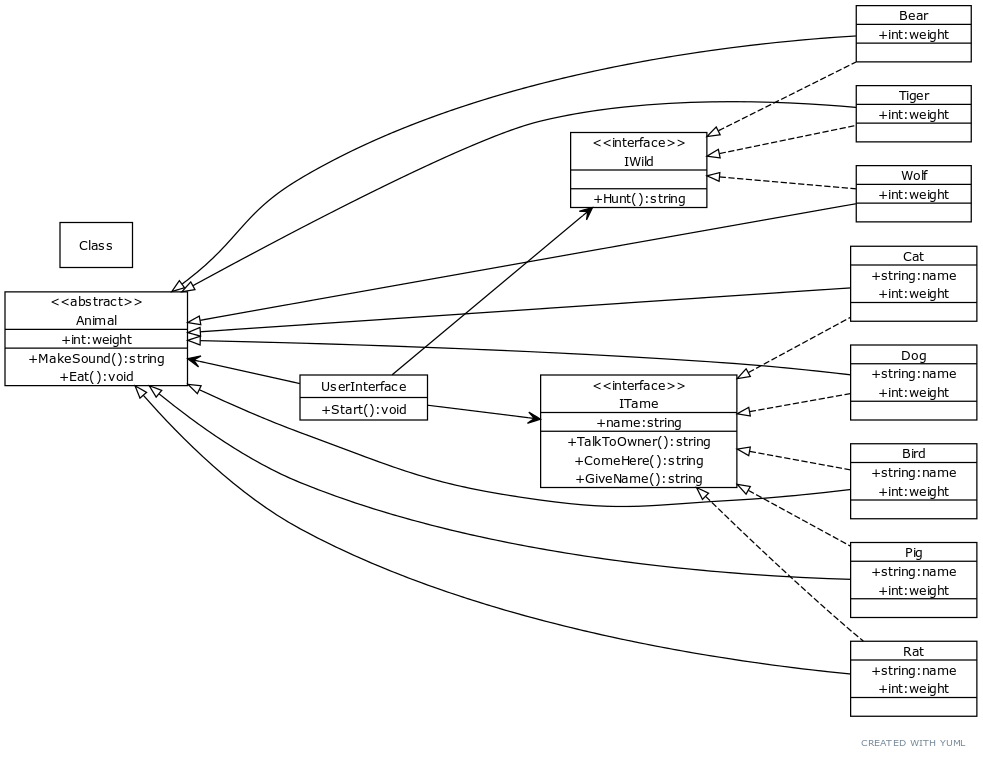 Class
<<abstract>>
Animal
+int:weight
+MakeSound():string
+Eat():void
UserInterface
+Start():void
<<interface>>
IWild
+Hunt():string
<<interface>>
ITame
+name:string
+TalkToOwner():string
+ComeHere():string
+GiveName():string
Bear
+int:weight
Tiger
+int:weight
Wolf
+int:weight
Cat
+string:name
+int:weight
Dog
+string:name
+int:weight
Bird
+string:name
+int:weight
Pig
+string:name
+int:weight
Rat
+string:name
+int:weight
CREATED WITH YUML